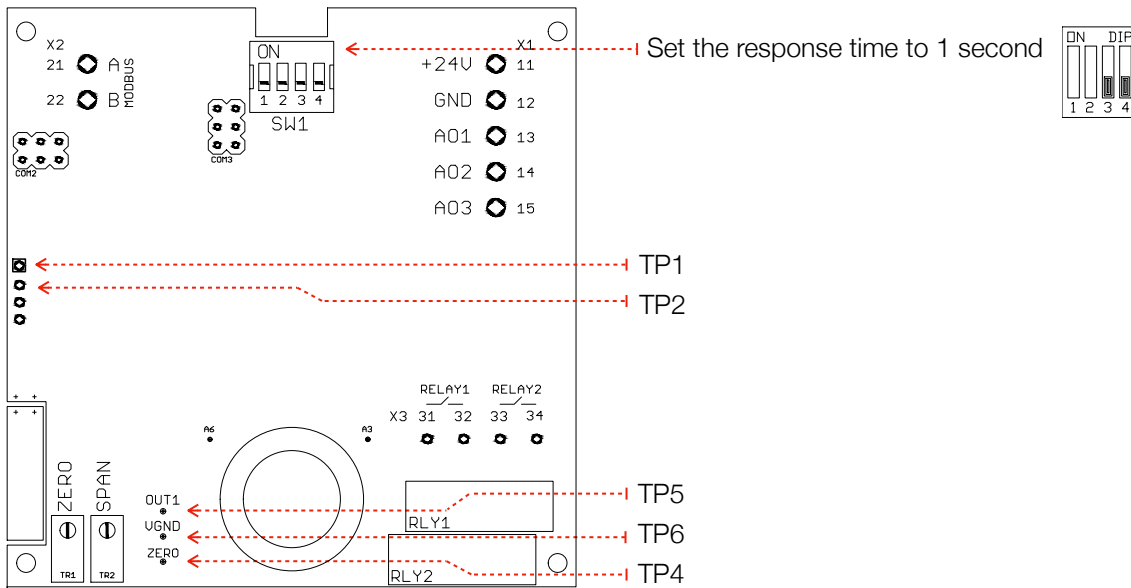 X2
21 A
22 B
MODBUS
COM2
ON
1 2 3 4
SW1
COM3
X1
+24V 11
GND 12
AO1 13
AO2 14
AO3 15
Set the response time to 1 second
ON DIP
1 2 3 4
TP1
TP2
RELAY1 RELAY2
X3 31 32 33 34
A6
A3
ZERO
SPAN
TR1
TR2
OUT1
VGND
ZERO
RLY1
RLY2
TP5
TP6
TP4